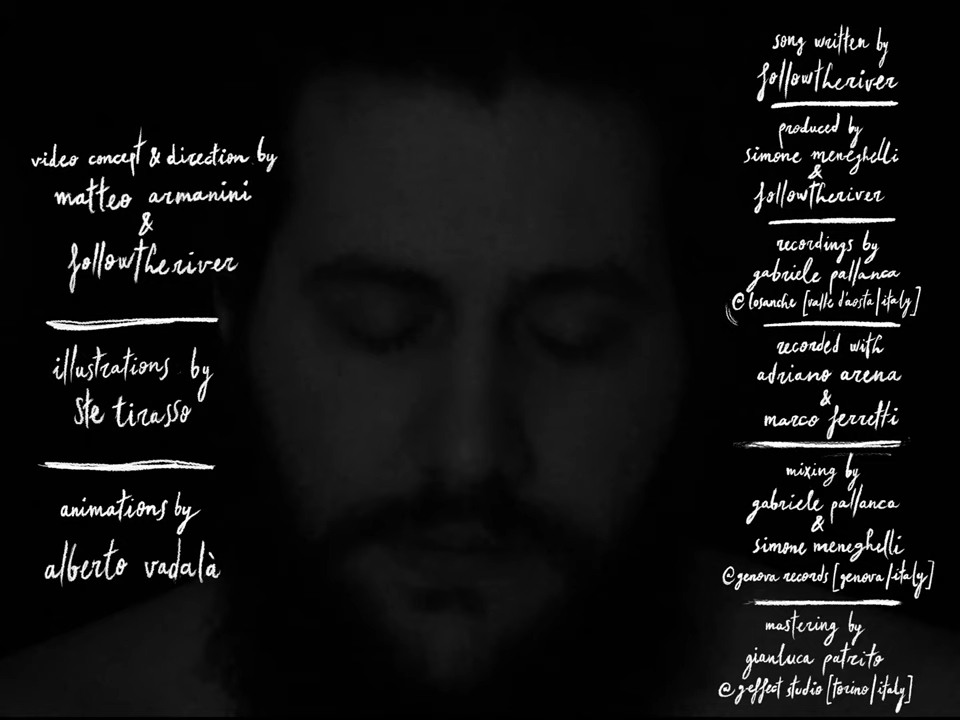 video concept & direction by
matteo armanini
&
followtheriver
illustrations by
ste tirasso
animations by
alberto vadalà
song written by
followtheriver
produced by
simone meneghelli
&
followtheriver
recordings by
gabriele pallanca
@losanche [valle d'aosta/italy]
recorded with
adriano arena
&
marco ferretti
mixing by
gabriele pallanca
&
simone meneghelli
@genova records [genova/italy]
mastering by
gianluca patrito
@ geffect studio [torino/italy]